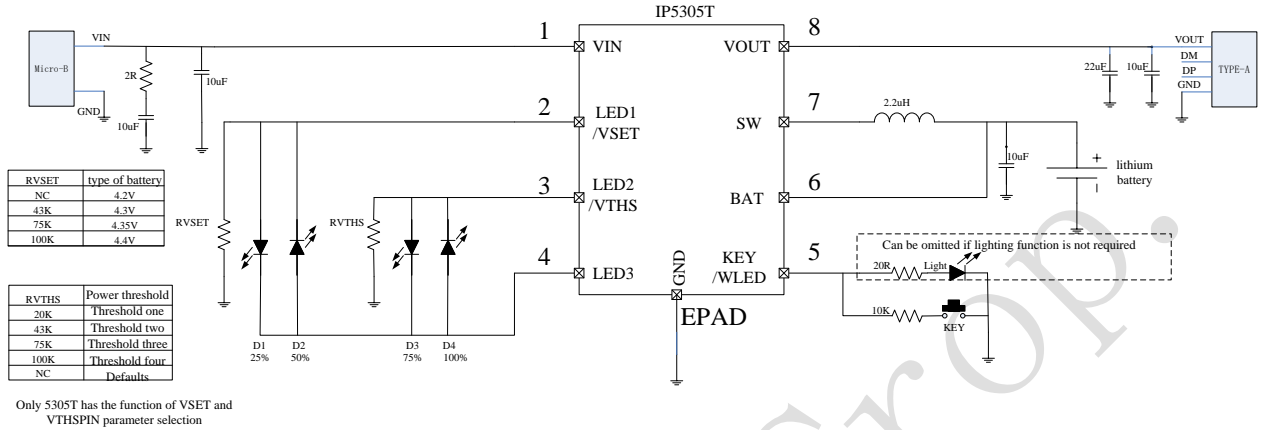 IP5305T
Micro-B
VIN
GND
2R
10uF
10uF
1
VIN
2
LED1
/VSET
3
LED2
/VTHS
4
LED3
GND
EPAD
VOUT
8
SW
7
BAT
6
KEY
/WLED
5
22uF
10uF
VOUT
DM
DP
GND
TYPE-A
2.2uH
10uF
+
lithium
battery
Can be omitted if lighting function is not required
20R
Light
10K
KEY
RVSET
RVTHS
D1
25%
D2
50%
D3
75%
D4
100%
RVSET type of battery
NC 4.2V
43K 4.3V
75K 4.35V
100K 4.4V
RVTHS Power threshold
20K Threshold one
43K Threshold two
75K Threshold three
100K Threshold four
NC Defaults
Only 5305T has the function of VSET and
VTHSPIN parameter selection
rop.